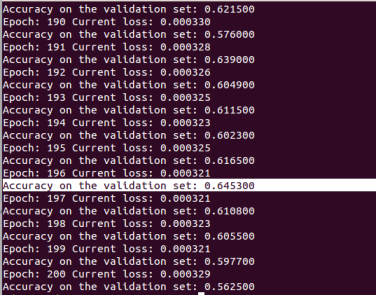 Accuracy on the validation set: 0.621500
Epoch: 190 Current loss: 0.000330
Accuracy on the validation set: 0.576000
Epoch: 191 Current loss: 0.000328
Accuracy on the validation set: 0.639000
Epoch: 192 Current loss: 0.000326
Accuracy on the validation set: 0.604900
Epoch: 193 Current loss: 0.000325
Accuracy on the validation set: 0.611500
Epoch: 194 Current loss: 0.000323
Accuracy on the validation set: 0.602300
Epoch: 195 Current loss: 0.000325
Accuracy on the validation set: 0.616500
Epoch: 196 Current loss: 0.000321
Accuracy on the validation set: 0.645300
Epoch: 197 Current loss: 0.000321
Accuracy on the validation set: 0.610800
Epoch: 198 Current loss: 0.000323
Accuracy on the validation set: 0.605500
Epoch: 199 Current loss: 0.000321
Accuracy on the validation set: 0.597700
Epoch: 200 Current loss: 0.000329
Accuracy on the validation set: 0.562500